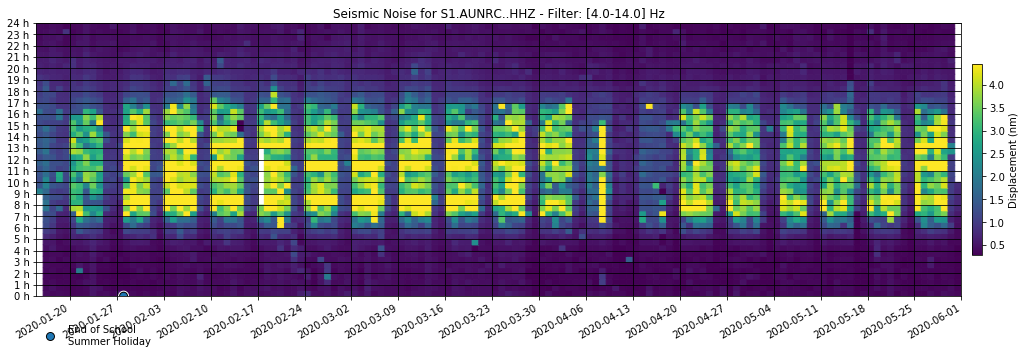 Seismic Noise for S1.AUNRC..HHZ - Filter: [4.0-14.0] Hz
24 h
23 h
22 h
21 h
20 h
19 h
18 h
17 h
16 h
15 h
14 h
13 h
12 h
11 h
10 h
9 h
8 h
7 h
6 h
5 h
4 h
3 h
2 h
1 h
0 h
4.0
3.5
3.0
2.5
2.0
1.5
1.0
0.5
Displacement (nm)
2020-01-20
2020-01-27
2020-02-03
2020-02-10
2020-02-17
2020-02-24
2020-03-02
2020-03-09
2020-03-16
2020-03-23
2020-03-30
2020-04-06
2020-04-13
2020-04-20
2020-04-27
2020-05-04
2020-05-11
2020-05-18
2020-05-25
2020-06-01
End of School
Summer Holiday